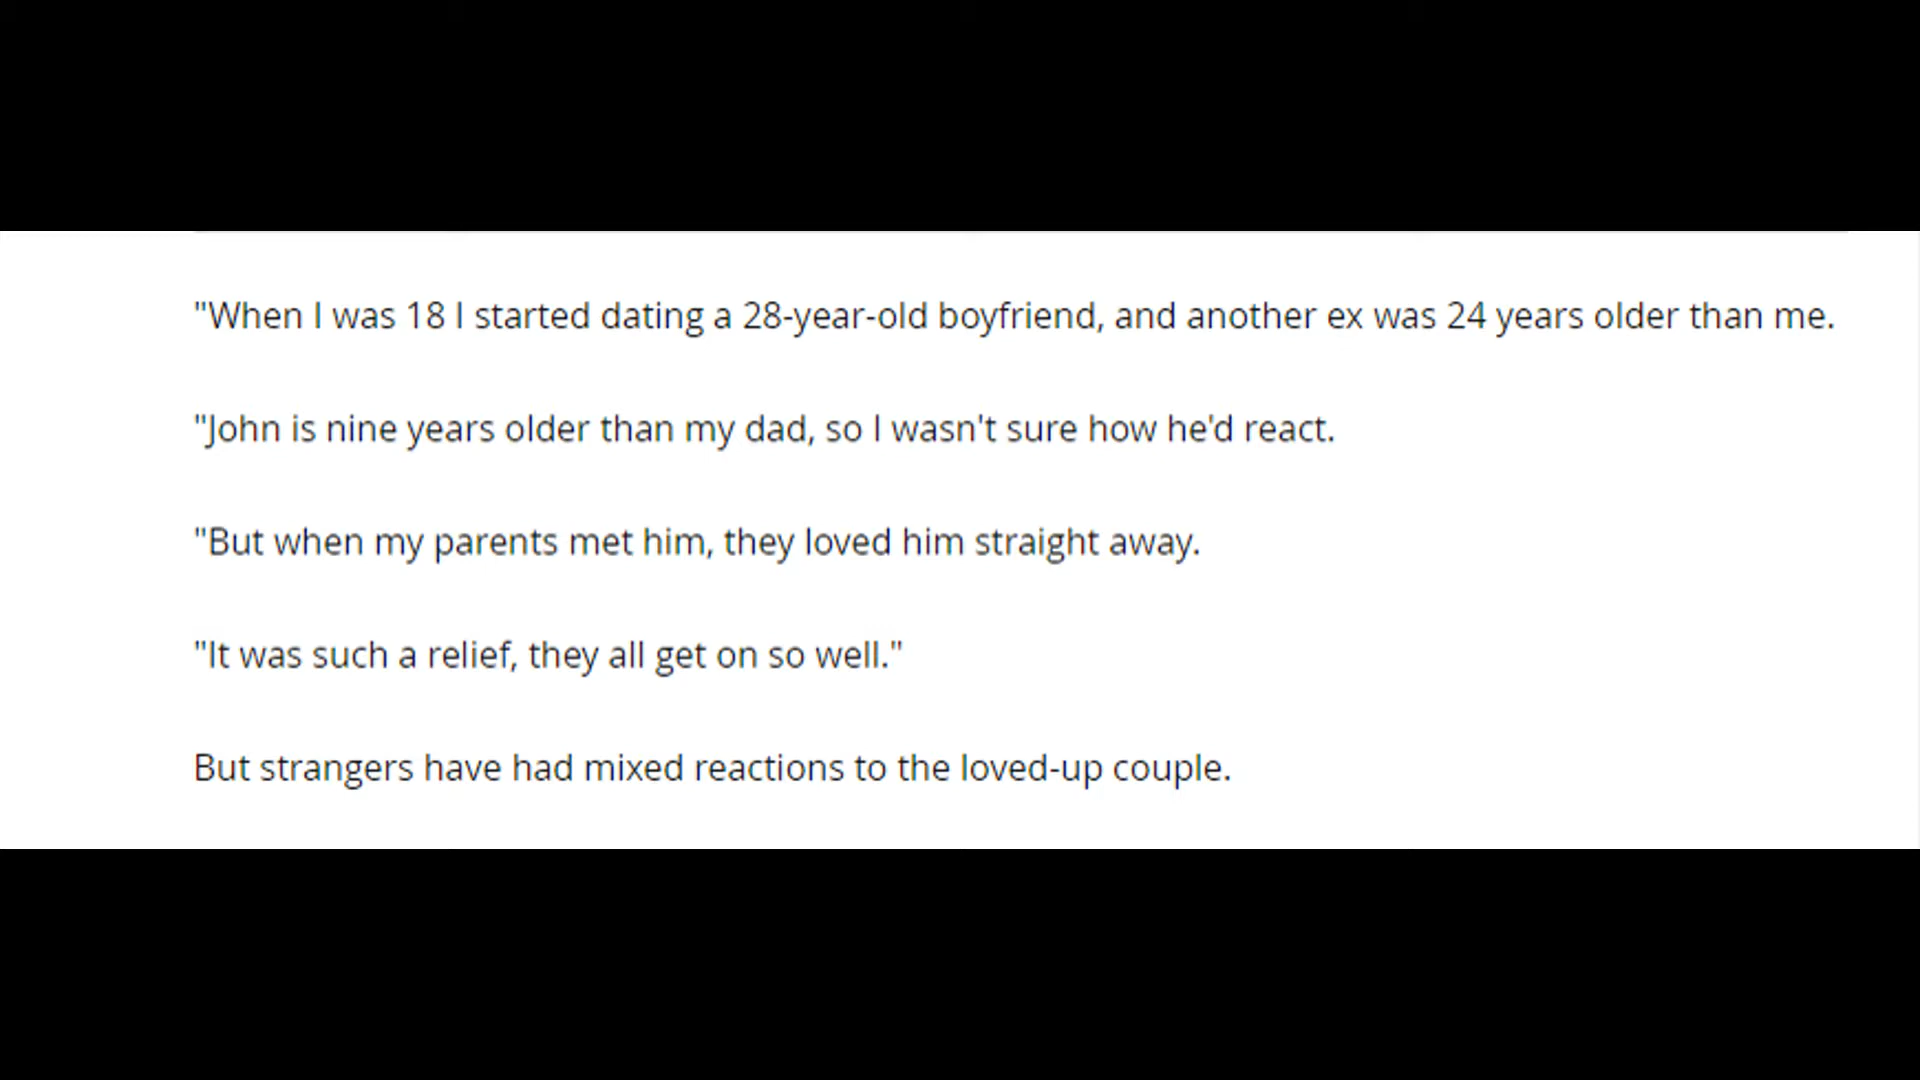 "When I was 18 I started dating a 28-year-old boyfriend, and another ex was 24 years older than me.
"John is nine years older than my dad, so I wasn't sure how he'd react.
"But when my parents met him, they loved him straight away.
"It was such a relief, they all get on so well."
But strangers have had mixed reactions to the loved-up couple.